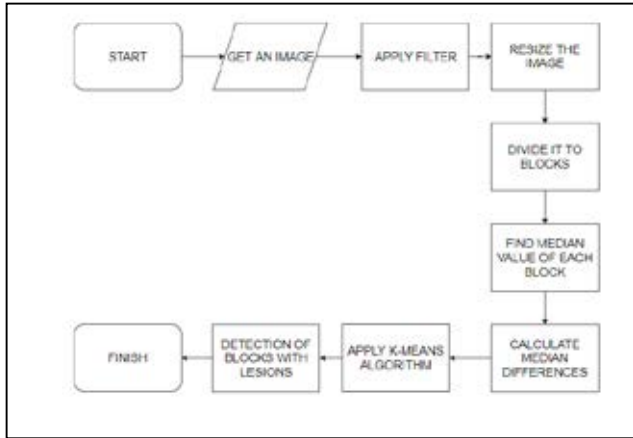 START
GET AN IMAGE
APPLY FILTER
RESIZE THE
IMAGE
DIVIDE IT TO
BLOCKS
FIND MEDIAN
VALUE OF EACH
BLOCK
CALCULATE
MEDIAN
DIFFERENCES
APPLY K-MEANS
ALGORITHM
DETECTION OF
BLOCKS WITH
LESIONS
FINISH